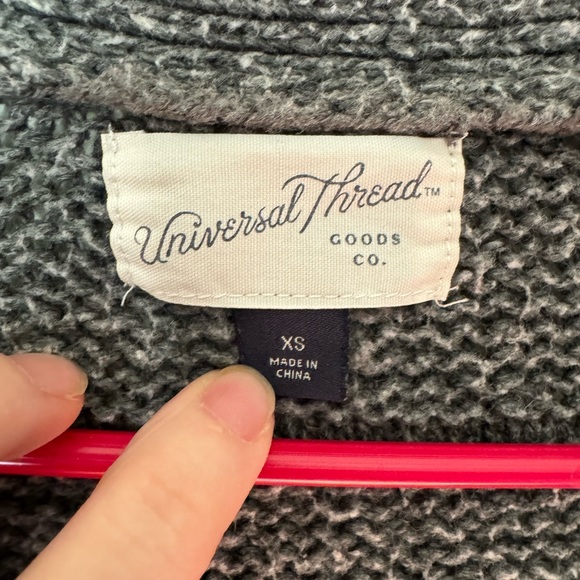 Universal Thread™
GOODS
CO.
XS
MADE IN
CHINA